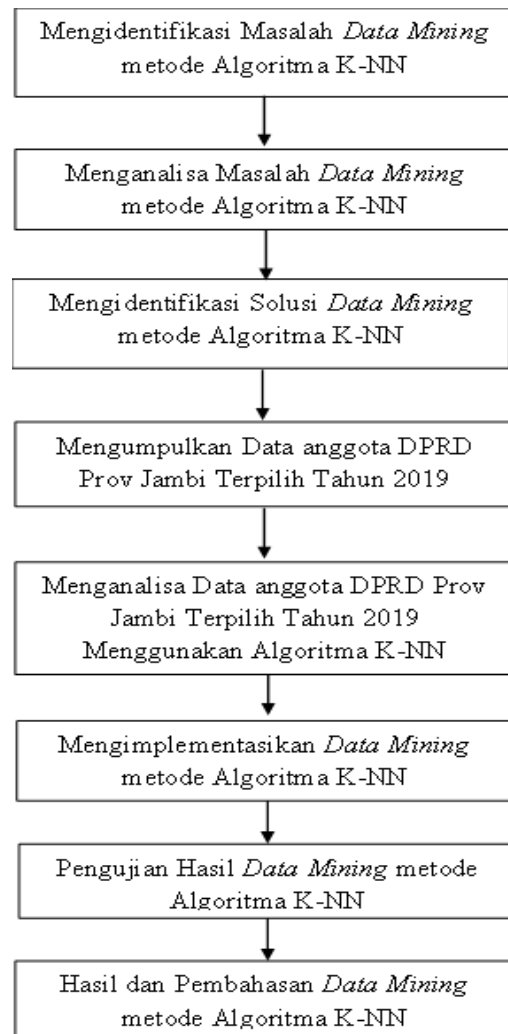 Mengidentifikasi Masalah Data Mining
metode Algoritma K-NN
Menganalisa Masalah Data Mining
metode Algoritma K-NN
Mengidentifikasi Solusi Data Mining
metode Algoritma K-NN
Mengumpulkan Data anggota DPRD
Prov Jambi Terpilih Tahun 2019
Menganalisa Data anggota DPRD Prov
Jambi Terpilih Tahun 2019
Menggunakan Algoritma K-NN
Mengimplementasikan Data Mining
metode Algoritma K-NN
Pengujian Hasil Data Mining metode
Algoritma K-NN
Hasil dan Pembahasan Data Mining
metode Algoritma K-NN